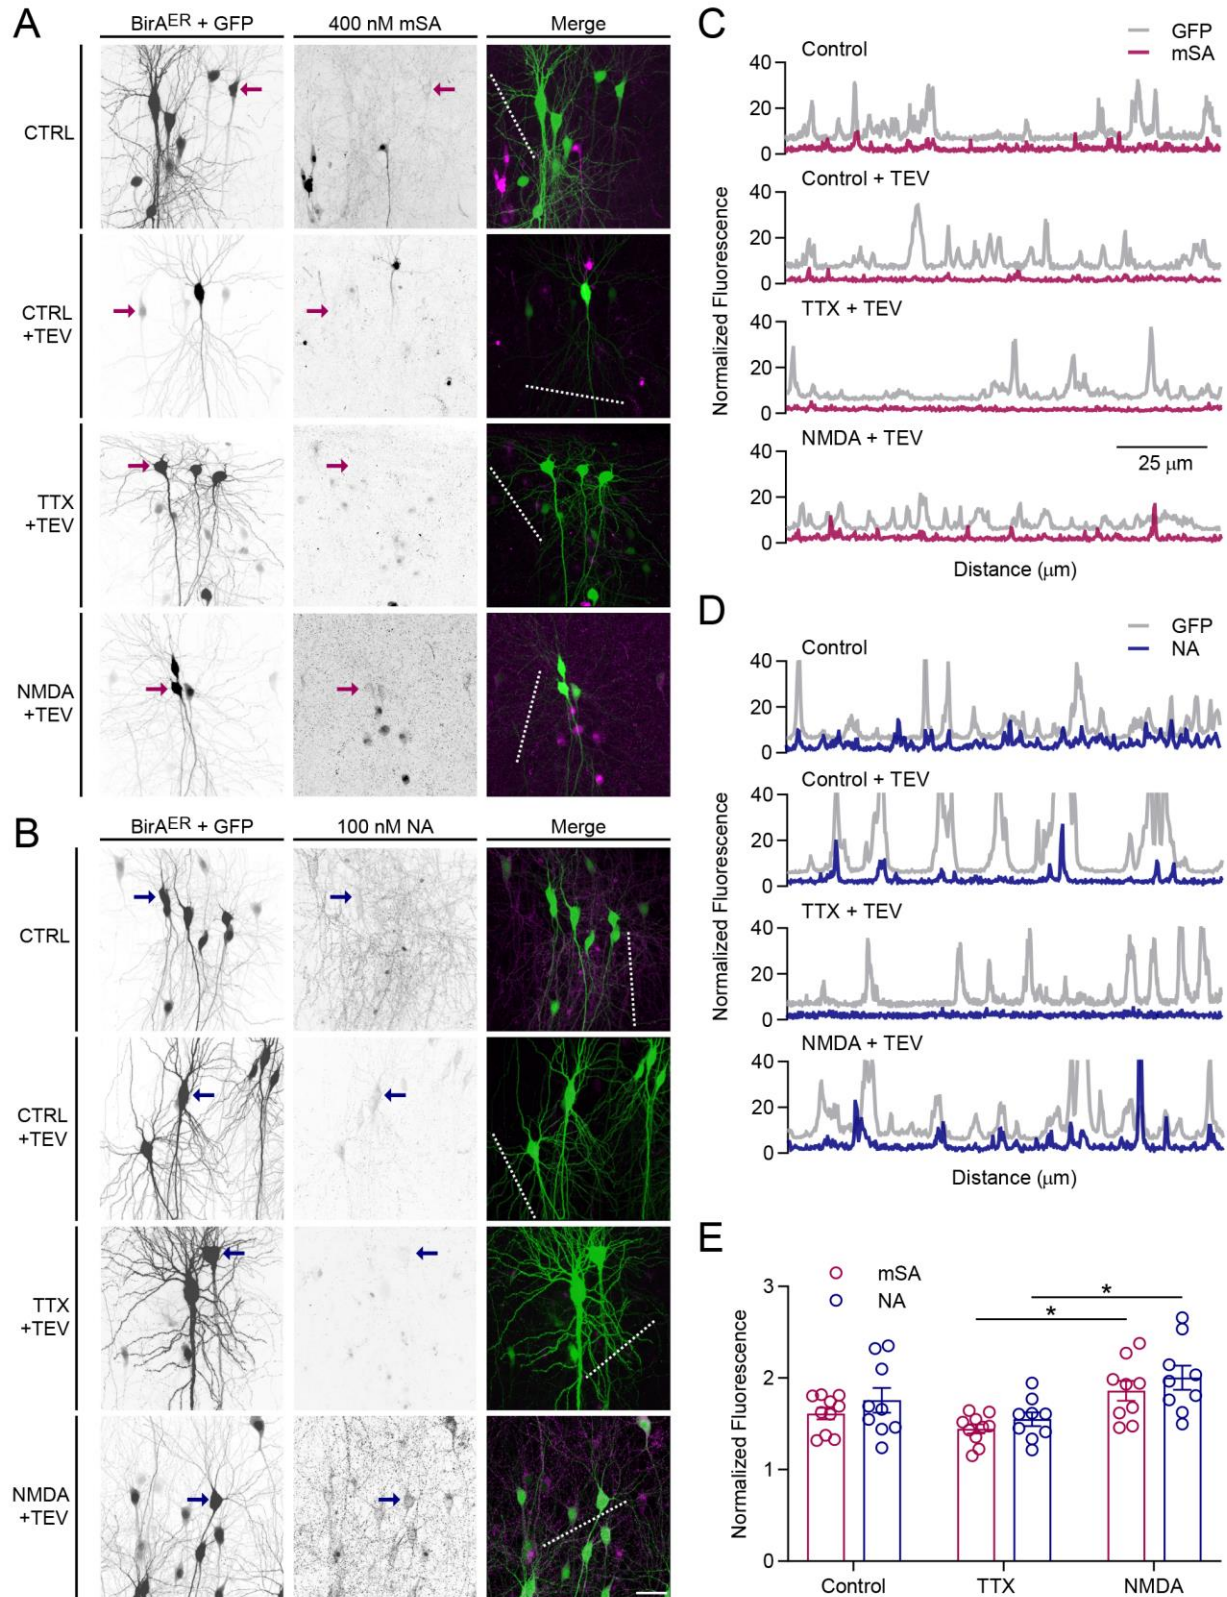 A
BirAER + GFP
400 nM mSA
Merge
CTRL
CTRL
+TEV
TTX
+TEV
NMDA
+TEV
B
BirAER + GFP
100 nM NA
Merge
CTRL
CTRL
+TEV
TTX
+TEV
NMDA
+TEV
C
GFP
mSA
Normalized Fluorescence
Control
40
20
0
Control + TEV
40
20
0
TTX + TEV
40
20
0
NMDA + TEV
40
20
0
25 μm
Distance (μm)
D
GFP
NA
Normalized Fluorescence
Control
40
20
0
Control + TEV
40
20
0
TTX + TEV
40
20
0
NMDA + TEV
40
20
0
Distance (μm)
E
mSA
NA
*
*
Normalized Fluorescence
3
2
1
0
Control
TTX
NMDA